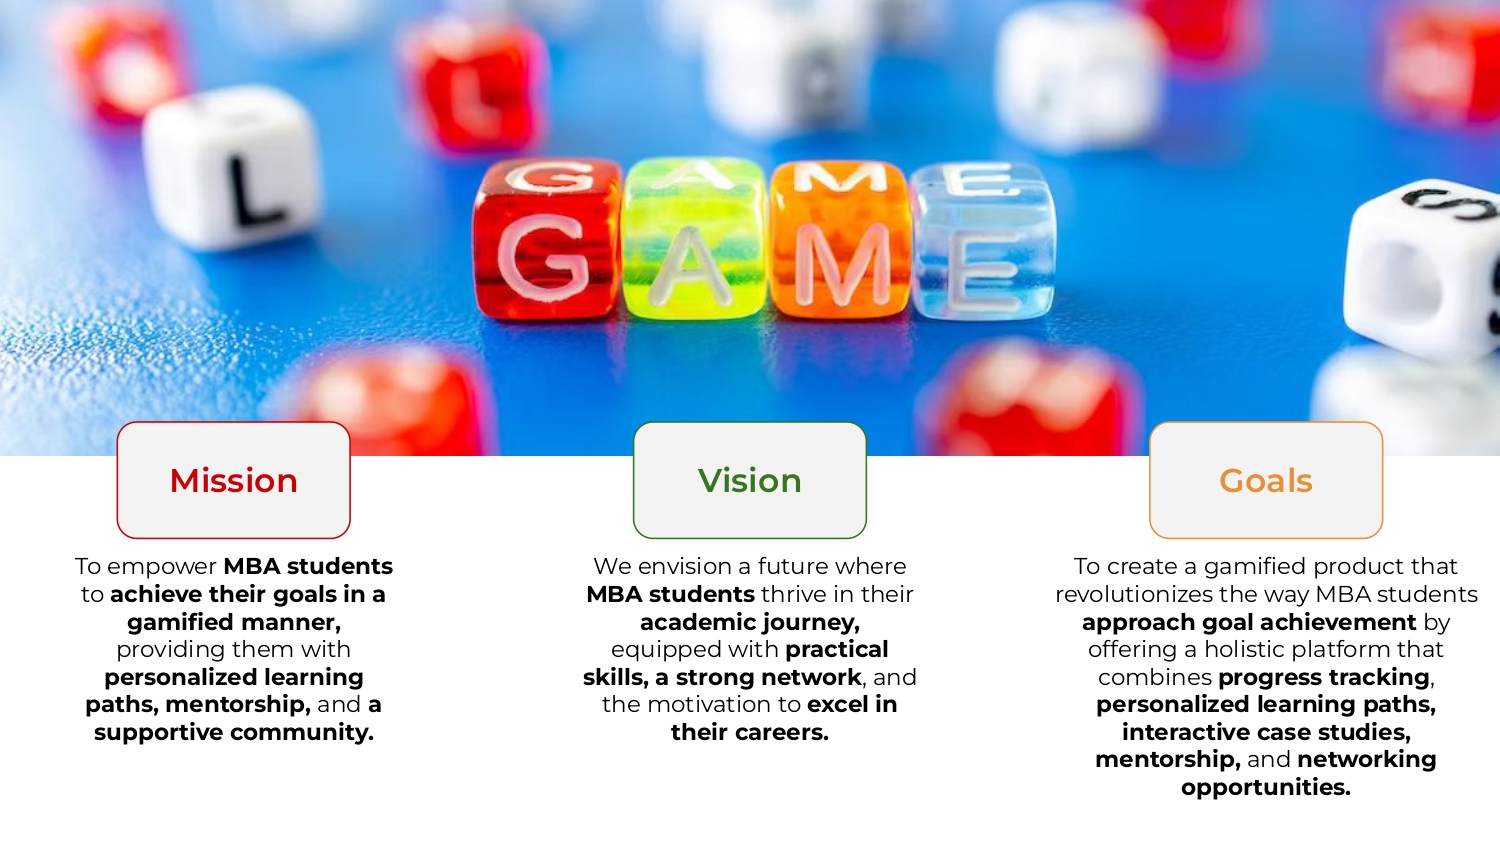 L
L
G A M E
G A M E
S
Mission
Vision
Goals
To empower MBA students
to achieve their goals in a
gamified manner,
providing them with
personalized learning
paths, mentorship, and a
supportive community.
We envision a future where
MBA students thrive in their
academic journey,
equipped with practical
skills, a strong network, and
the motivation to excel in
their careers.
To create a gamified product that
revolutionizes the way MBA students
approach goal achievement by
offering a holistic platform that
combines progress tracking,
personalized learning paths,
interactive case studies,
mentorship, and networking
opportunities.